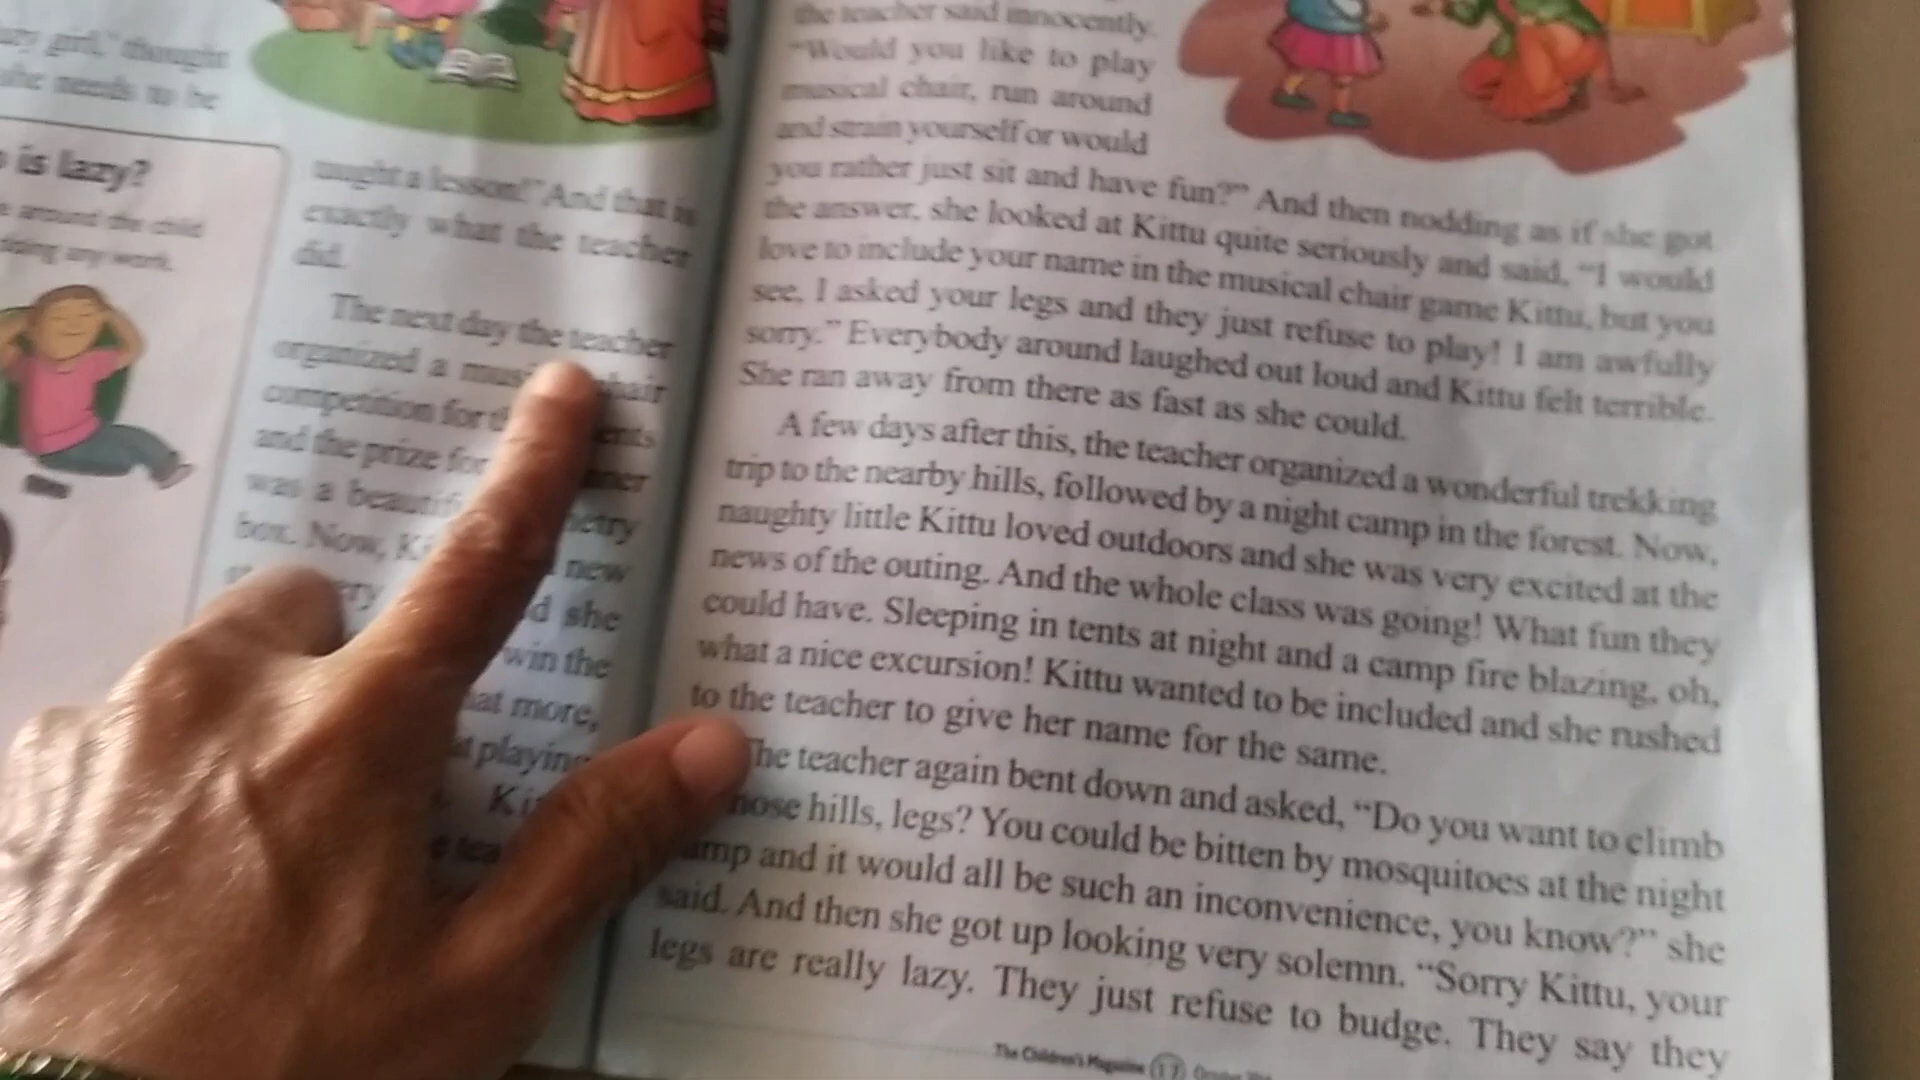 thought
she needs to be
is lazy?
around the child
doing any work.
taught a lesson!" And that is
exactly what the teacher
did.
The next day the teacher
organized a chair
competition for
and the prize for
was a
box. Now, new
she
win the
that more,
at playing
the teacher said innocently.
"Would you like to play
musical chair, run around
and strain yourself or would
you rather just sit and have fun?" And then nodding as if she got
the answer, she looked at Kittu quite seriously and said, "I would
love to include your name in the musical chair game Kittu, but you
see, I asked your legs and they just refuse to play! I am awfully
sorry." Everybody around laughed out loud and Kittu felt terrible.
She ran away from there as fast as she could.
A few days after this, the teacher organized a wonderful trekking
trip to the nearby hills, followed by a night camp in the forest. Now,
naughty little Kittu loved outdoors and she was very excited at the
news of the outing. And the whole class was going! What fun they
could have. Sleeping in tents at night and a camp fire blazing, oh,
what a nice excursion! Kittu wanted to be included and she rushed
to the teacher to give her name for the same.
The teacher again bent down and asked, "Do you want to climb
hills, legs? You could be bitten by mosquitoes at the night
and it would all be such an inconvenience, you know?" she
said. And then she got up looking very solemn. "Sorry Kittu, your
legs are really lazy. They just refuse to budge. They say they
The Children's Magazine 17 October